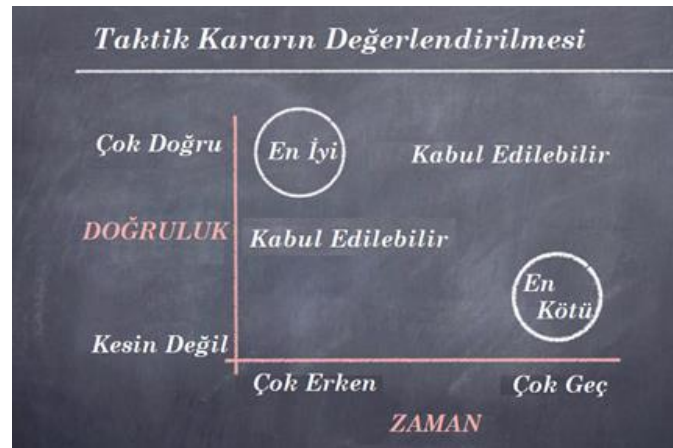 Taktik Kararın Değerlendirilmesi
Çok Doğru
En İyi
Kabul Edilebilir
DOĞRULUK
Kabul Edilebilir
En
Kötü
Kesin Değil
Çok Erken
Çok Geç
ZAMAN